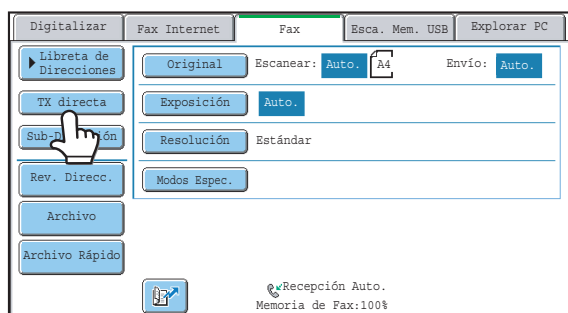 Digitalizar Fax Internet Fax Esca. Mem. USB Explorar PC
Libreta de Direcciones
Original Escanear: Auto. A4 Envío: Auto.
TX directa
Exposición Auto.
Resolución Estándar
Rev. Direcc.
Modos Espec.
Archivo
Archivo Rápido
Recepción Auto.
Memoria de Fax:100%